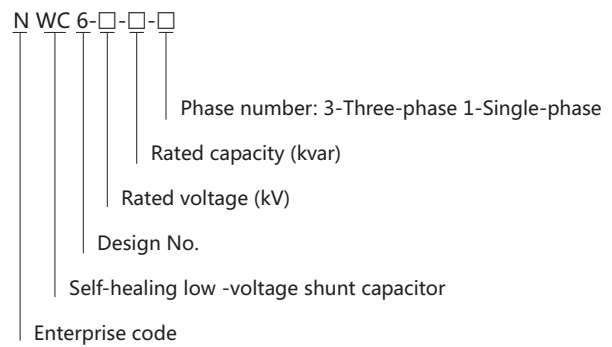 N WC 6-□-□-□
Phase number: 3-Three-phase 1-Single-phase
Rated capacity (kvar)
Rated voltage (kV)
Design No.
Self-healing low -voltage shunt capacitor
Enterprise code